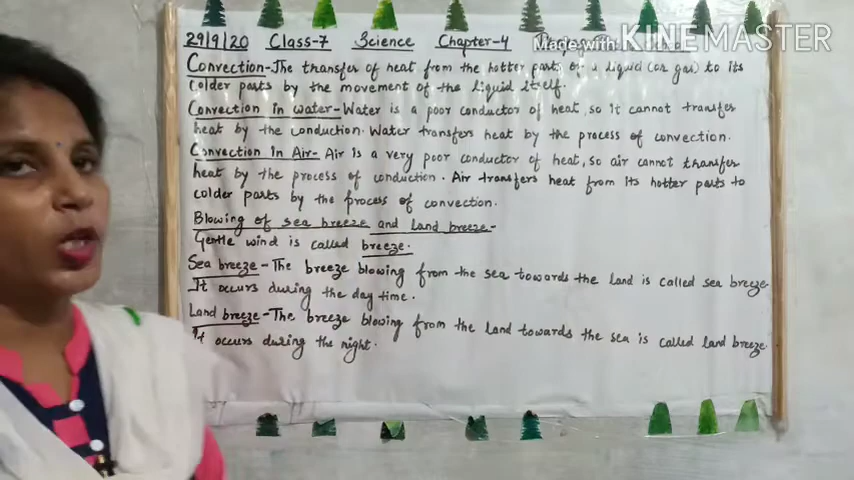 29/9/20 Class-7 Science Chapter-4
Made with KINEMASTER
Convection-The transfer of heat from the hotter part of a liquid (or gas) to its
colder parts by the movement of the liquid itself.
Convection in water-Water is a poor conductor of heat, so it cannot transfer
heat by the conduction. Water transfers heat by the process of convection.
Convection in Air- Air is a very poor conductor of heat, so air cannot transfer
heat by the process of conduction. Air transfers heat from its hotter parts to
colder parts by the process of convection.
Blowing of sea breeze and Land breeze-
Gentle wind is called breeze.
Sea breeze-The breeze blowing from the sea towards the land is called sea breeze.
It occurs during the day time.
Land breeze-The breeze blowing from the land towards the sea is called land breeze.
It occurs during the night.